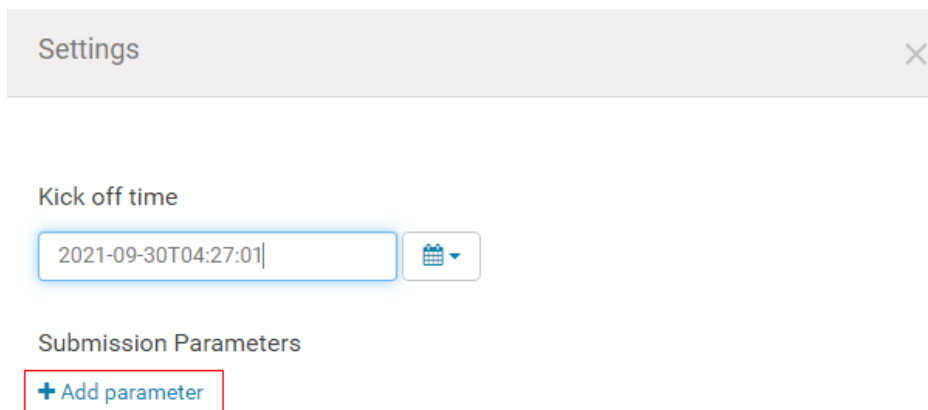 Settings
Kick off time
2021-09-30T04:27:01
Submission Parameters
+ Add parameter